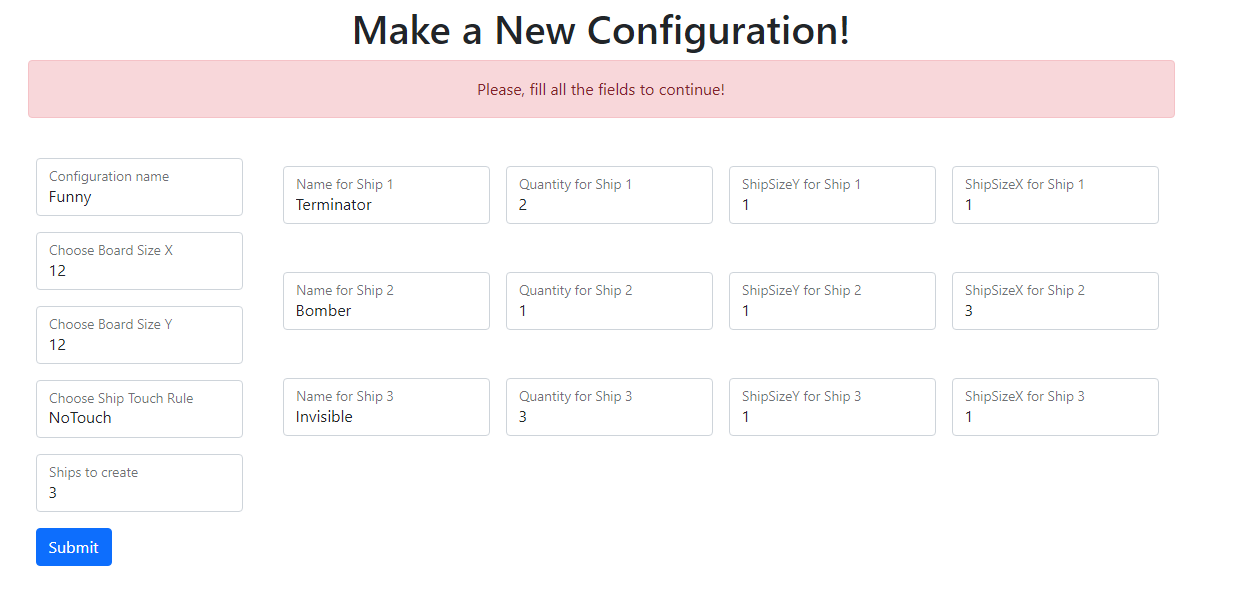 Make a New Configuration!
Please, fill all the fields to continue!
Configuration name
Funny
Choose Board Size X
12
Choose Board Size Y
12
Choose Ship Touch Rule
NoTouch
Ships to create
3
Submit
Name for Ship 1
Terminator
Quantity for Ship 1
2
ShipSizeY for Ship 1
1
ShipSizeX for Ship 1
1
Name for Ship 2
Bomber
Quantity for Ship 2
1
ShipSizeY for Ship 2
1
ShipSizeX for Ship 2
3
Name for Ship 3
Invisible
Quantity for Ship 3
3
ShipSizeY for Ship 3
1
ShipSizeX for Ship 3
1